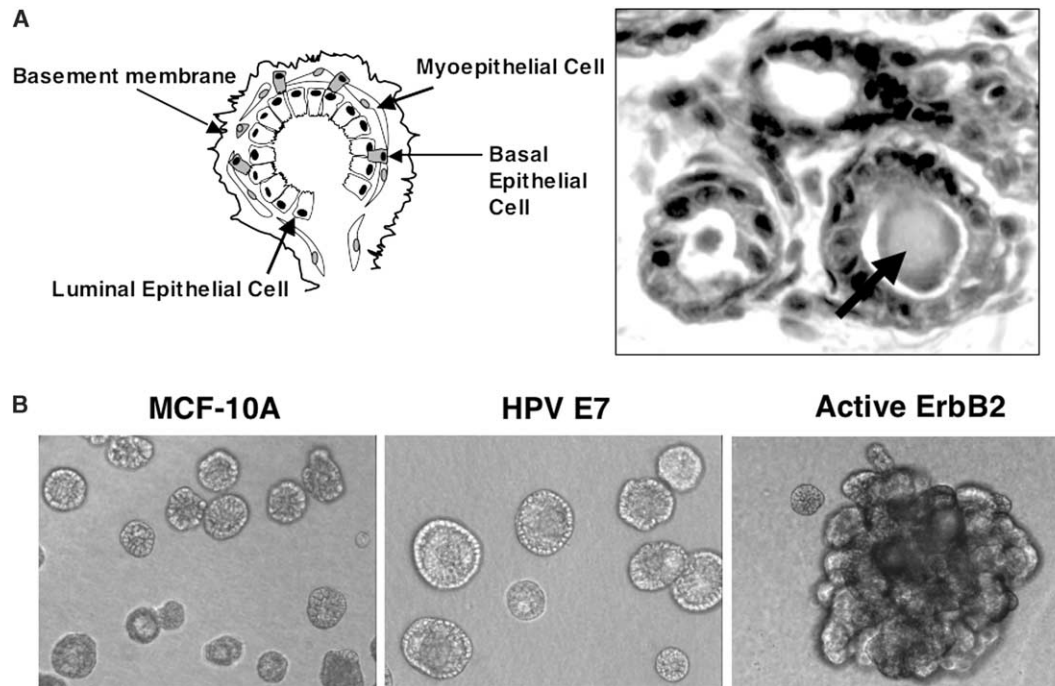 A
Basement membrane
Myoepithelial Cell
Basal
Epithelial
Cell
Luminal Epithelial Cell
B
MCF-10A
HPV E7
Active ErbB2